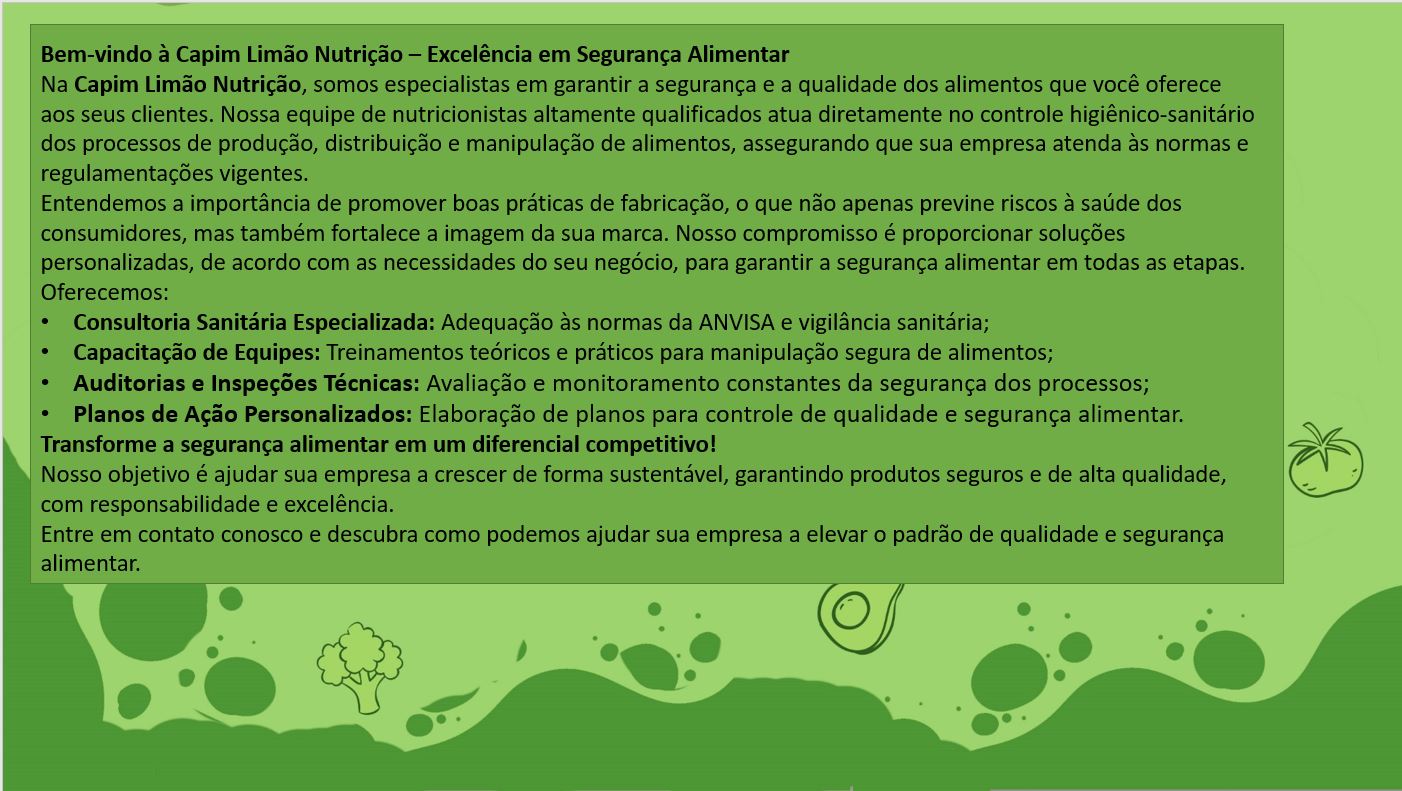 Bem-vindo à Capim Limão Nutrição – Excelência em Segurança Alimentar
Na Capim Limão Nutrição, somos especialistas em garantir a segurança e a qualidade dos alimentos que você oferece
aos seus clientes. Nossa equipe de nutricionistas altamente qualificados atua diretamente no controle higiênico-sanitário
dos processos de produção, distribuição e manipulação de alimentos, assegurando que sua empresa atenda às normas e
regulamentações vigentes.
Entendemos a importância de promover boas práticas de fabricação, o que não apenas previne riscos à saúde dos
consumidores, mas também fortalece a imagem da sua marca. Nosso compromisso é proporcionar soluções
personalizadas, de acordo com as necessidades do seu negócio, para garantir a segurança alimentar em todas as etapas.
Oferecemos:
• Consultoria Sanitária Especializada: Adequação às normas da ANVISA e vigilância sanitária;
• Capacitação de Equipes: Treinamentos teóricos e práticos para manipulação segura de alimentos;
• Auditorias e Inspeções Técnicas: Avaliação e monitoramento constantes da segurança dos processos;
• Planos de Ação Personalizados: Elaboração de planos para controle de qualidade e segurança alimentar.
Transforme a segurança alimentar em um diferencial competitivo!
Nosso objetivo é ajudar sua empresa a crescer de forma sustentável, garantindo produtos seguros e de alta qualidade,
com responsabilidade e excelência.
Entre em contato conosco e descubra como podemos ajudar sua empresa a elevar o padrão de qualidade e segurança
alimentar.